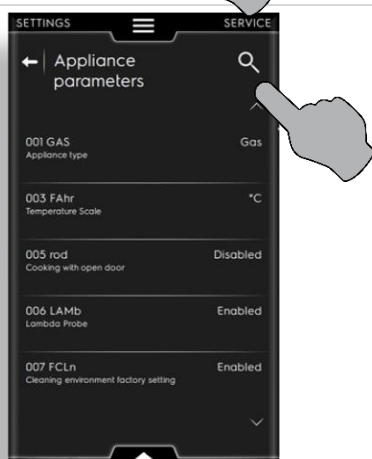 SETTINGS SERVICE
Appliance
parameters
001 GAS Gas
Appliance type
003 FAhr °C
Temperature Scale
005 rod Disabled
Cooking with open door
006 LAMb Enabled
Lambda Probe
007 FCLn Enabled
Cleaning environment factory setting